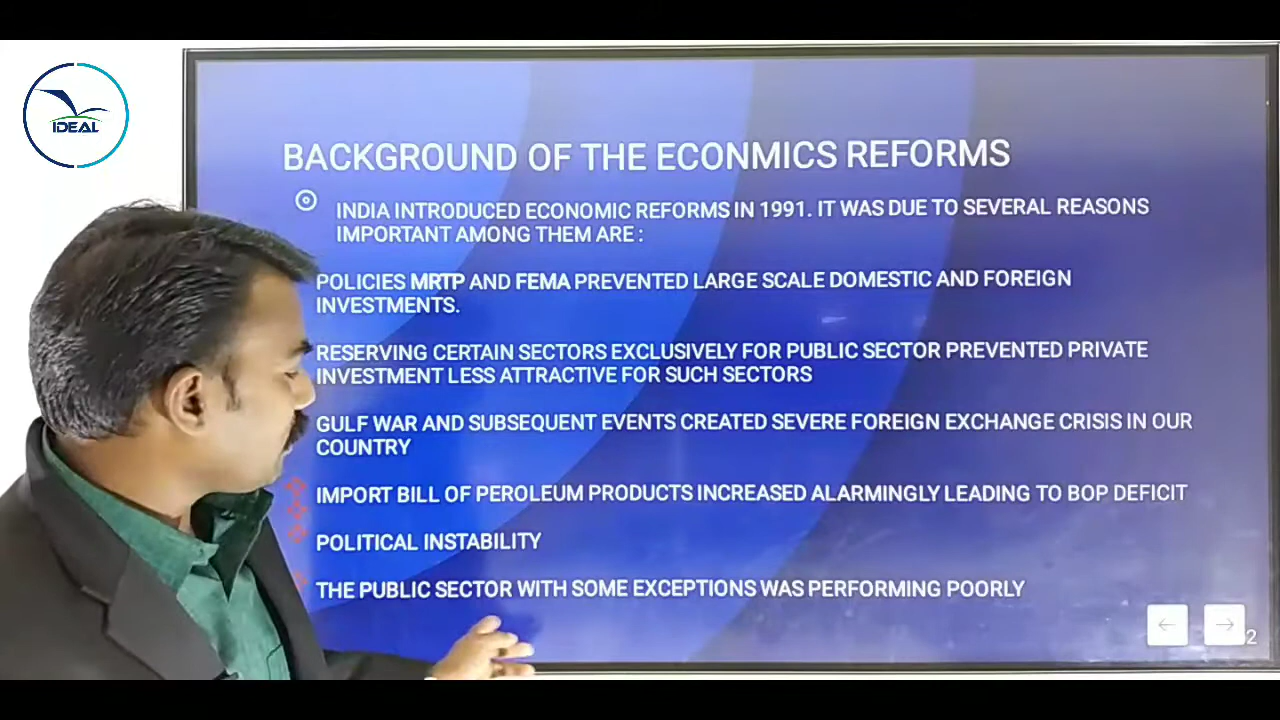 IDEAL
BACKGROUND OF THE ECONMICS REFORMS
INDIA INTRODUCED ECONOMIC REFORMS IN 1991. IT WAS DUE TO SEVERAL REASONS
IMPORTANT AMONG THEM ARE :
POLICIES MRTP AND FEMA PREVENTED LARGE SCALE DOMESTIC AND FOREIGN
INVESTMENTS.
RESERVING CERTAIN SECTORS EXCLUSIVELY FOR PUBLIC SECTOR PREVENTED PRIVATE
INVESTMENT LESS ATTRACTIVE FOR SUCH SECTORS
GULF WAR AND SUBSEQUENT EVENTS CREATED SEVERE FOREIGN EXCHANGE CRISIS IN OUR
COUNTRY
IMPORT BILL OF PEROLEUM PRODUCTS INCREASED ALARMINGLY LEADING TO BOP DEFICIT
POLITICAL INSTABILITY
THE PUBLIC SECTOR WITH SOME EXCEPTIONS WAS PERFORMING POORLY